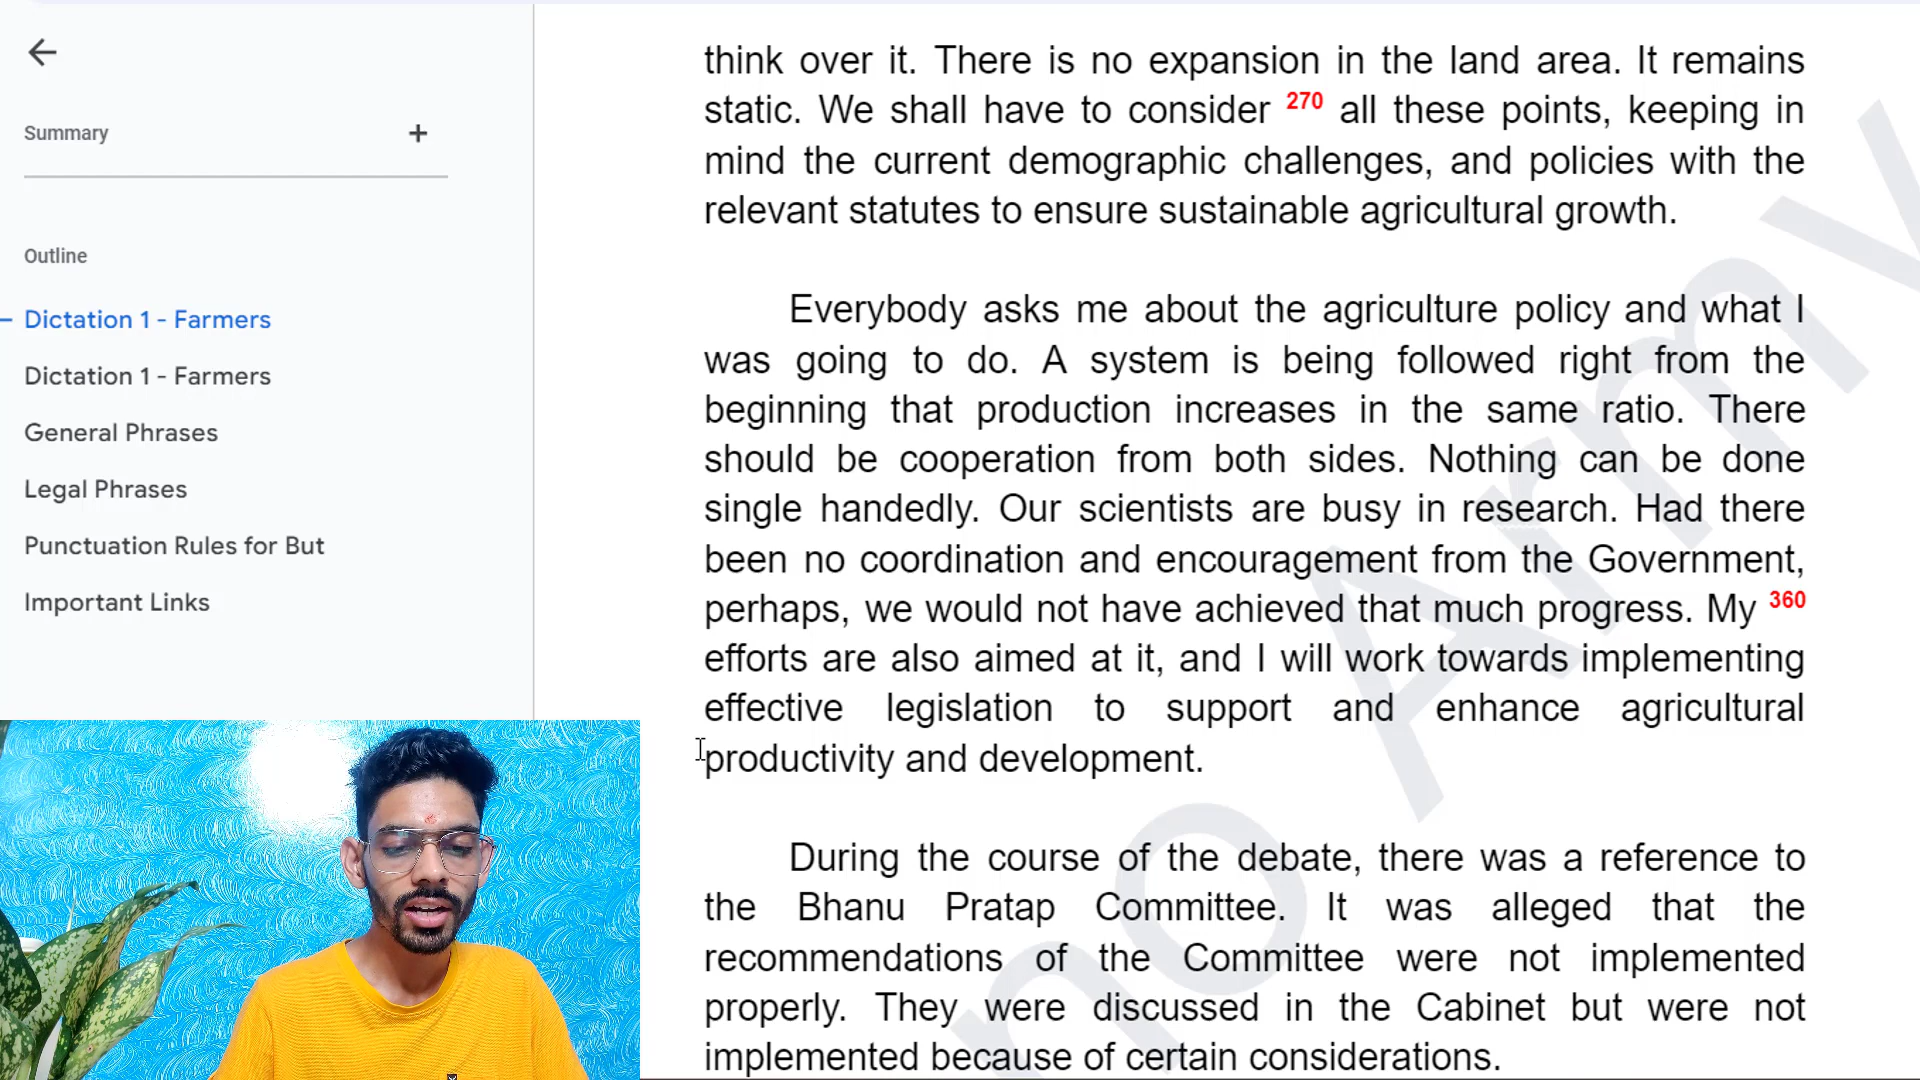 Summary
+
Outline
Dictation 1 - Farmers
Dictation 1 - Farmers
General Phrases
Legal Phrases
Punctuation Rules for But
Important Links
think over it. There is no expansion in the land area. It remains
static. We shall have to consider 270 all these points, keeping in
mind the current demographic challenges, and policies with the
relevant statutes to ensure sustainable agricultural growth.
Everybody asks me about the agriculture policy and what I
was going to do. A system is being followed right from the
beginning that production increases in the same ratio. There
should be cooperation from both sides. Nothing can be done
single handedly. Our scientists are busy in research. Had there
been no coordination and encouragement from the Government,
perhaps, we would not have achieved that much progress. My 360
efforts are also aimed at it, and I will work towards implementing
effective legislation to support and enhance agricultural
productivity and development.
During the course of the debate, there was a reference to
the Bhanu Pratap Committee. It was alleged that the
recommendations of the Committee were not implemented
properly. They were discussed in the Cabinet but were not
implemented because of certain considerations.
no Army